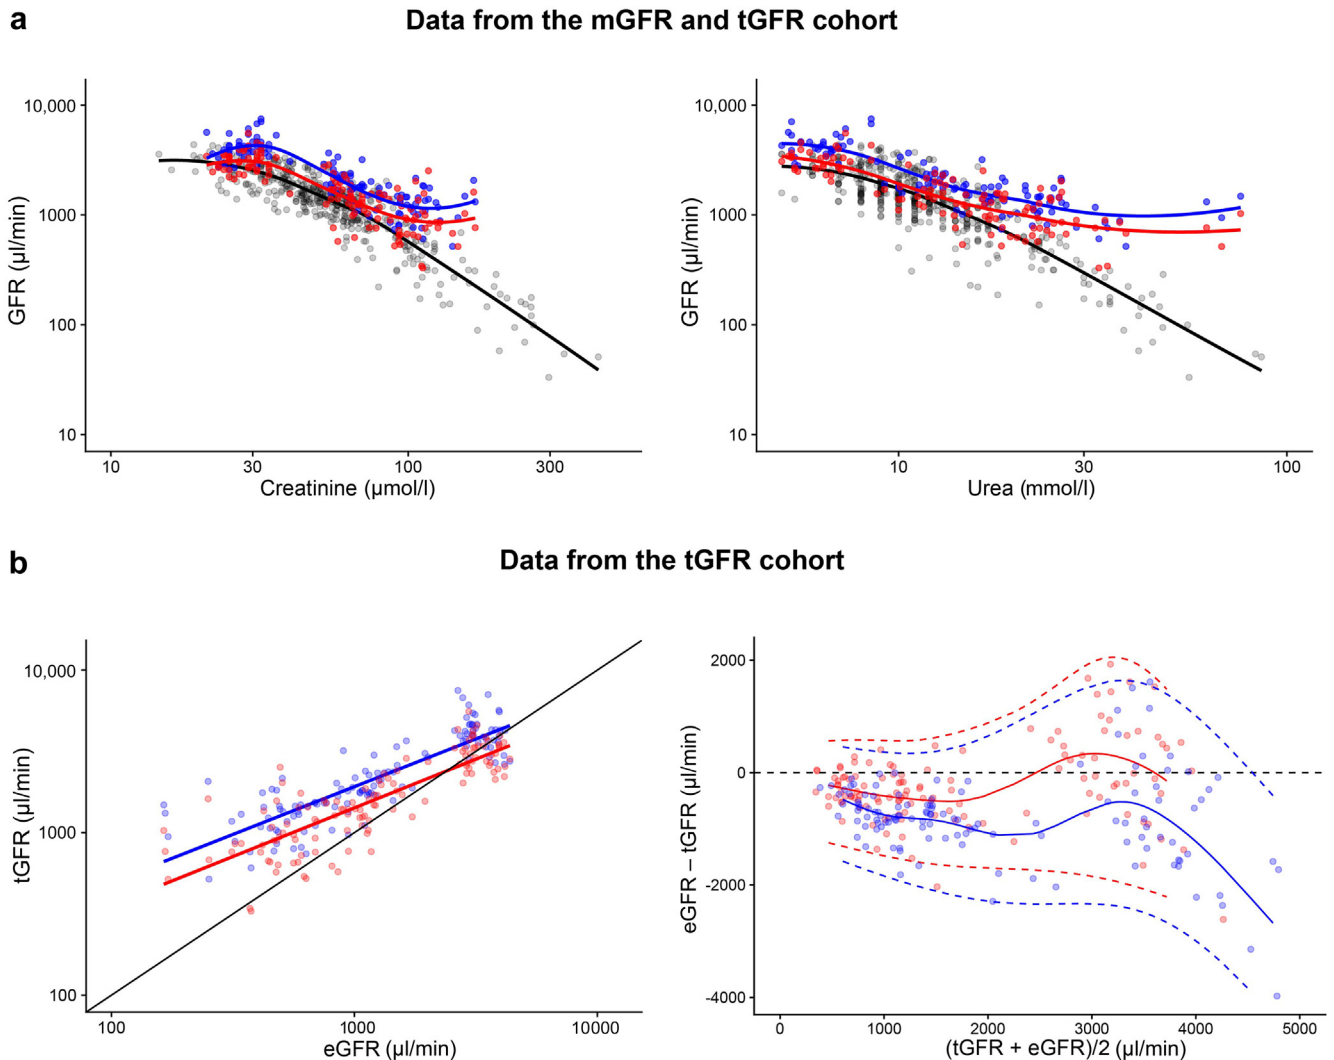 a
Data from the mGFR and tGFR cohort
GFR (µl/min)
10,000
1000
100
10
10 30 100 300
Creatinine (µmol/l)
GFR (µl/min)
10,000
1000
100
10
10 30 100
Urea (mmol/l)
b
Data from the tGFR cohort
tGFR (µl/min)
10,000
1000
100
100 1000 10000
eGFR (µl/min)
eGFR – tGFR (µl/min)
2000
0
-2000
-4000
0 1000 2000 3000 4000 5000
(tGFR + eGFR)/2 (µl/min)